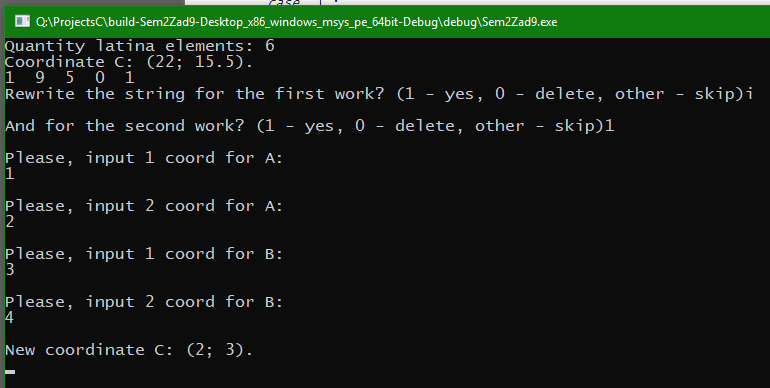 case
Q:\ProjectsC\build-Sem2Zad9-Desktop_x86_windows_msys_pe_64bit-Debug\debug\Sem2Zad9.exe
Quantity latina elements: 6
Coordinate C: (22; 15.5).
1  9  5  0  1
Rewrite the string for the first work? (1 - yes, 0 - delete, other - skip)i
And for the second work? (1 - yes, 0 - delete, other - skip)1
Please, input 1 coord for A:
1
Please, input 2 coord for A:
2
Please, input 1 coord for B:
3
Please, input 2 coord for B:
4
New coordinate C: (2; 3).